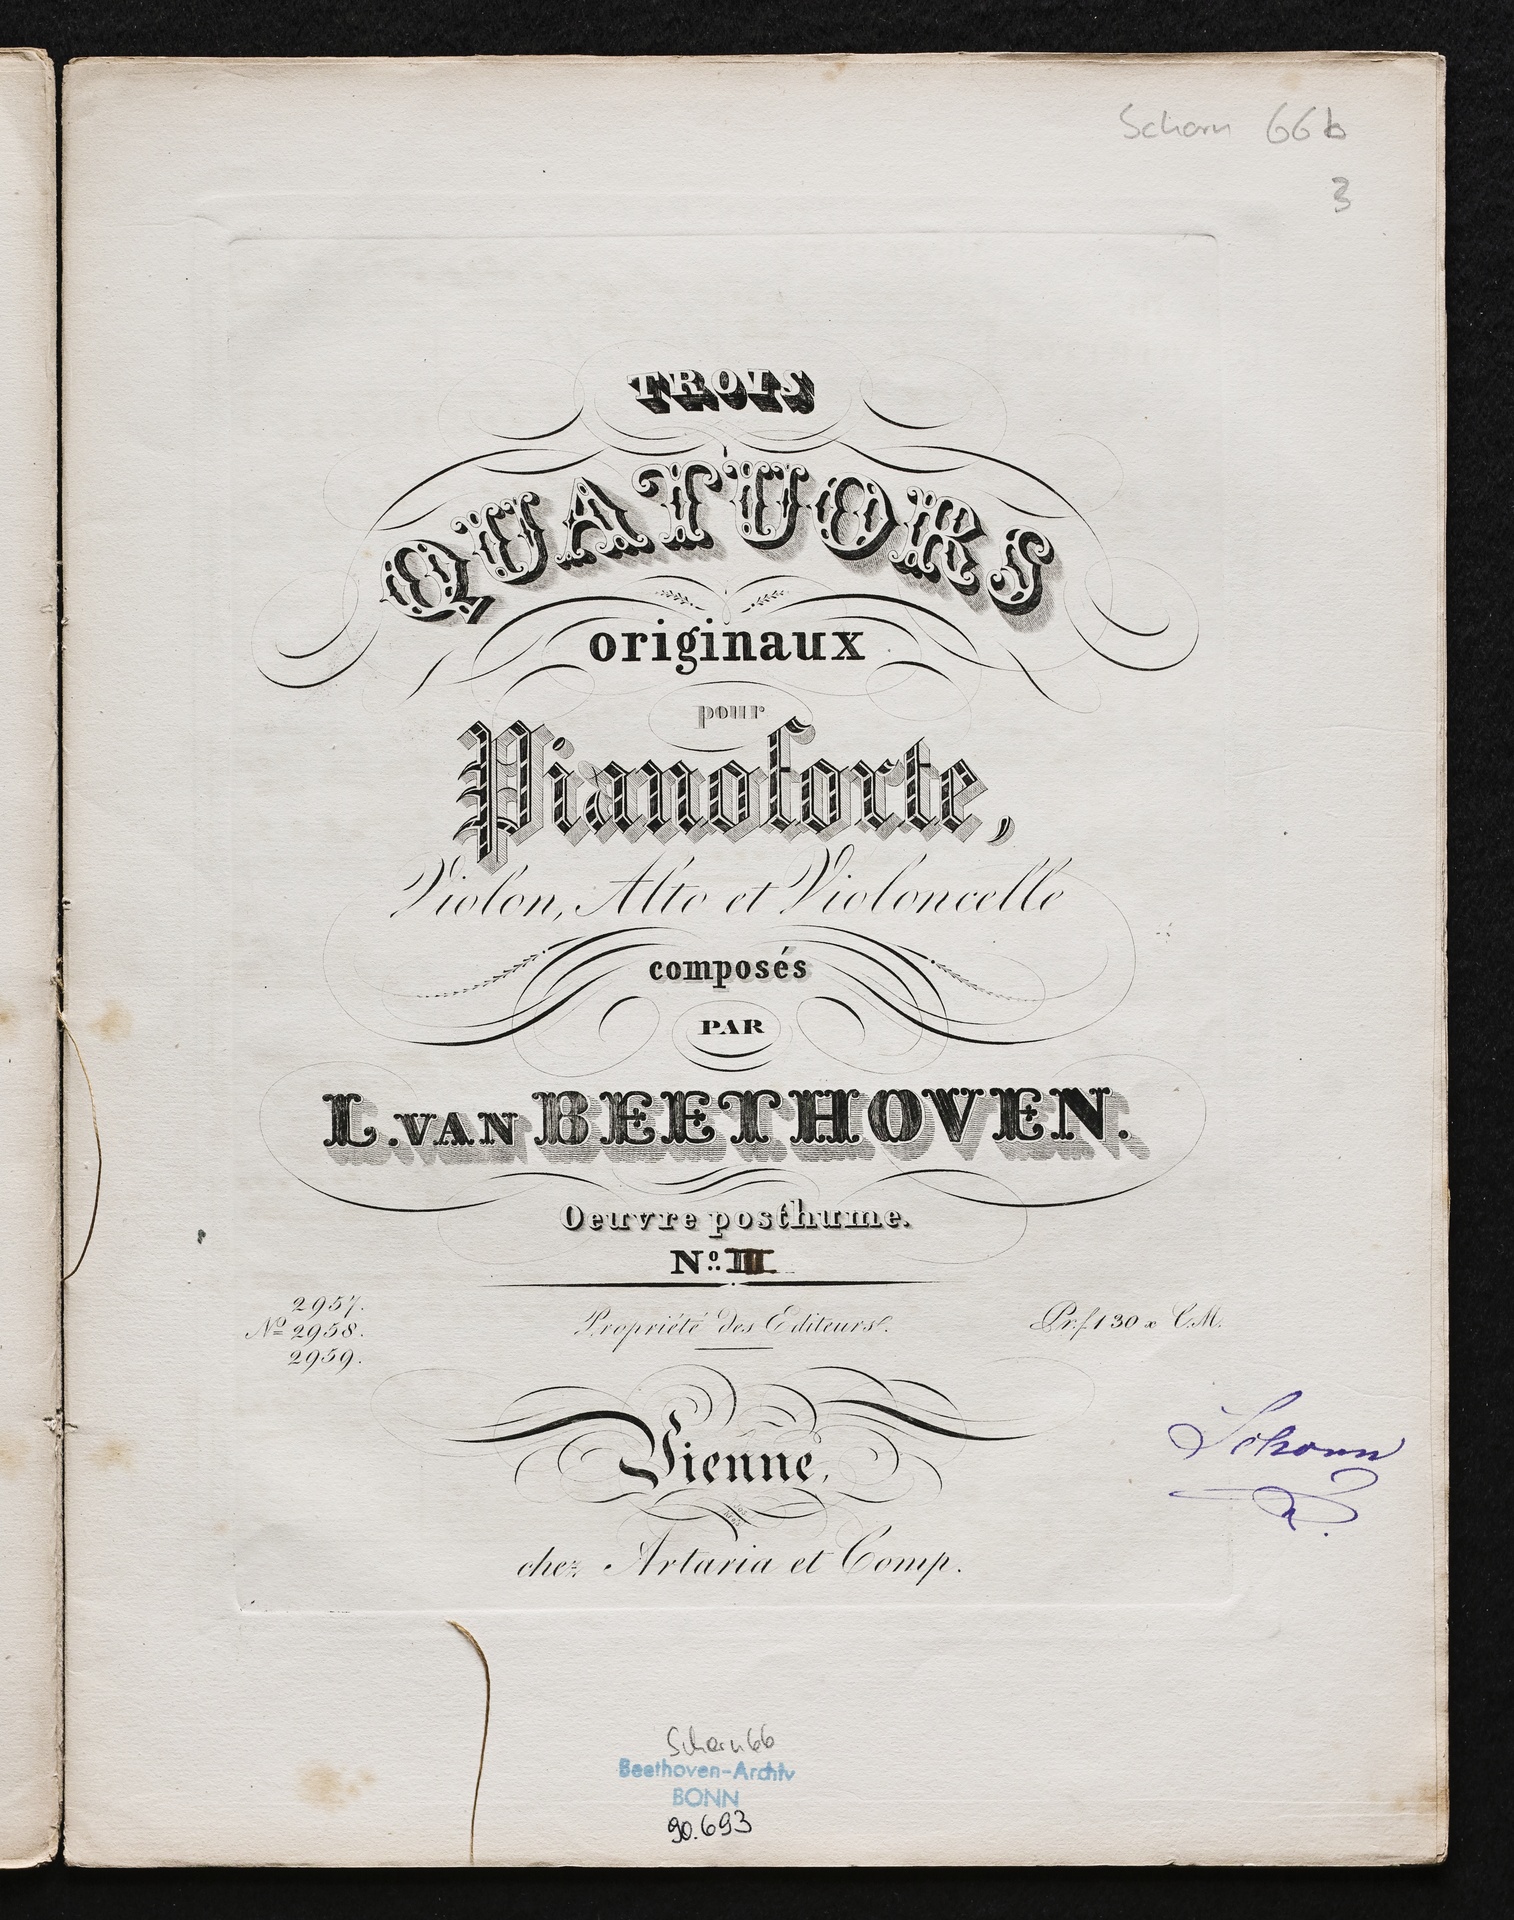 Schorn 66b
3
TROIS
QUATUORS
originaux
pour
Pianoforte,
Violon, Alto et Violoncelle
composés
PAR
L. VAN BEETHOVEN.
Oeuvre posthume.
No. III
2957.
No 2958.
2959.
Propriété des Editeurs.
Pr. f 1 30 x C.M.
Vienne,
chez Artaria et Comp.
Schorn
Schorn 66
Beethoven-Archiv
BONN
90.693